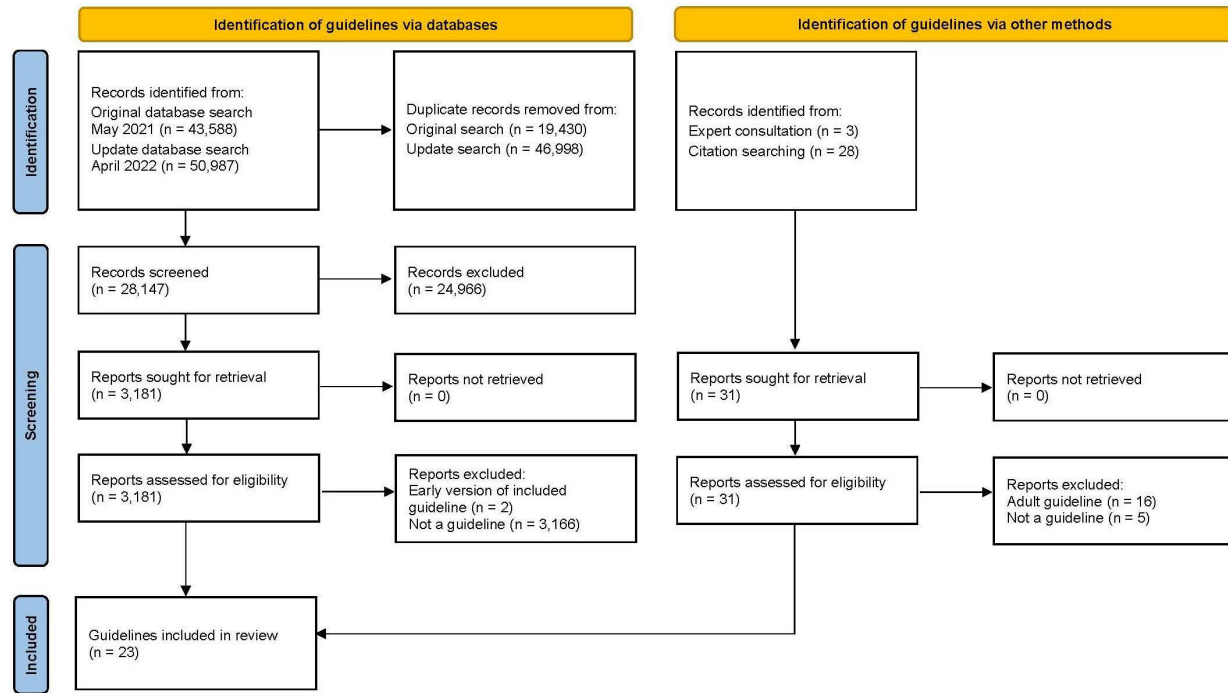 Identification of guidelines via databases
Identification of guidelines via other methods
Identification
Records identified from:
Original database search
May 2021 (n = 43,588)
Update database search
April 2022 (n = 50,987)
Duplicate records removed from:
Original search (n = 19,430)
Update search (n = 46,998)
Records identified from:
Expert consultation (n = 3)
Citation searching (n = 28)
Screening
Records screened
(n = 28,147)
Records excluded
(n = 24,966)
Reports sought for retrieval
(n = 3,181)
Reports not retrieved
(n = 0)
Reports sought for retrieval
(n = 31)
Reports not retrieved
(n = 0)
Reports assessed for eligibility
(n = 3,181)
Reports excluded:
Early version of included
guideline (n = 2)
Not a guideline (n = 3,166)
Reports assessed for eligibility
(n = 31)
Reports excluded:
Adult guideline (n = 16)
Not a guideline (n = 5)
Included
Guidelines included in review
(n = 23)